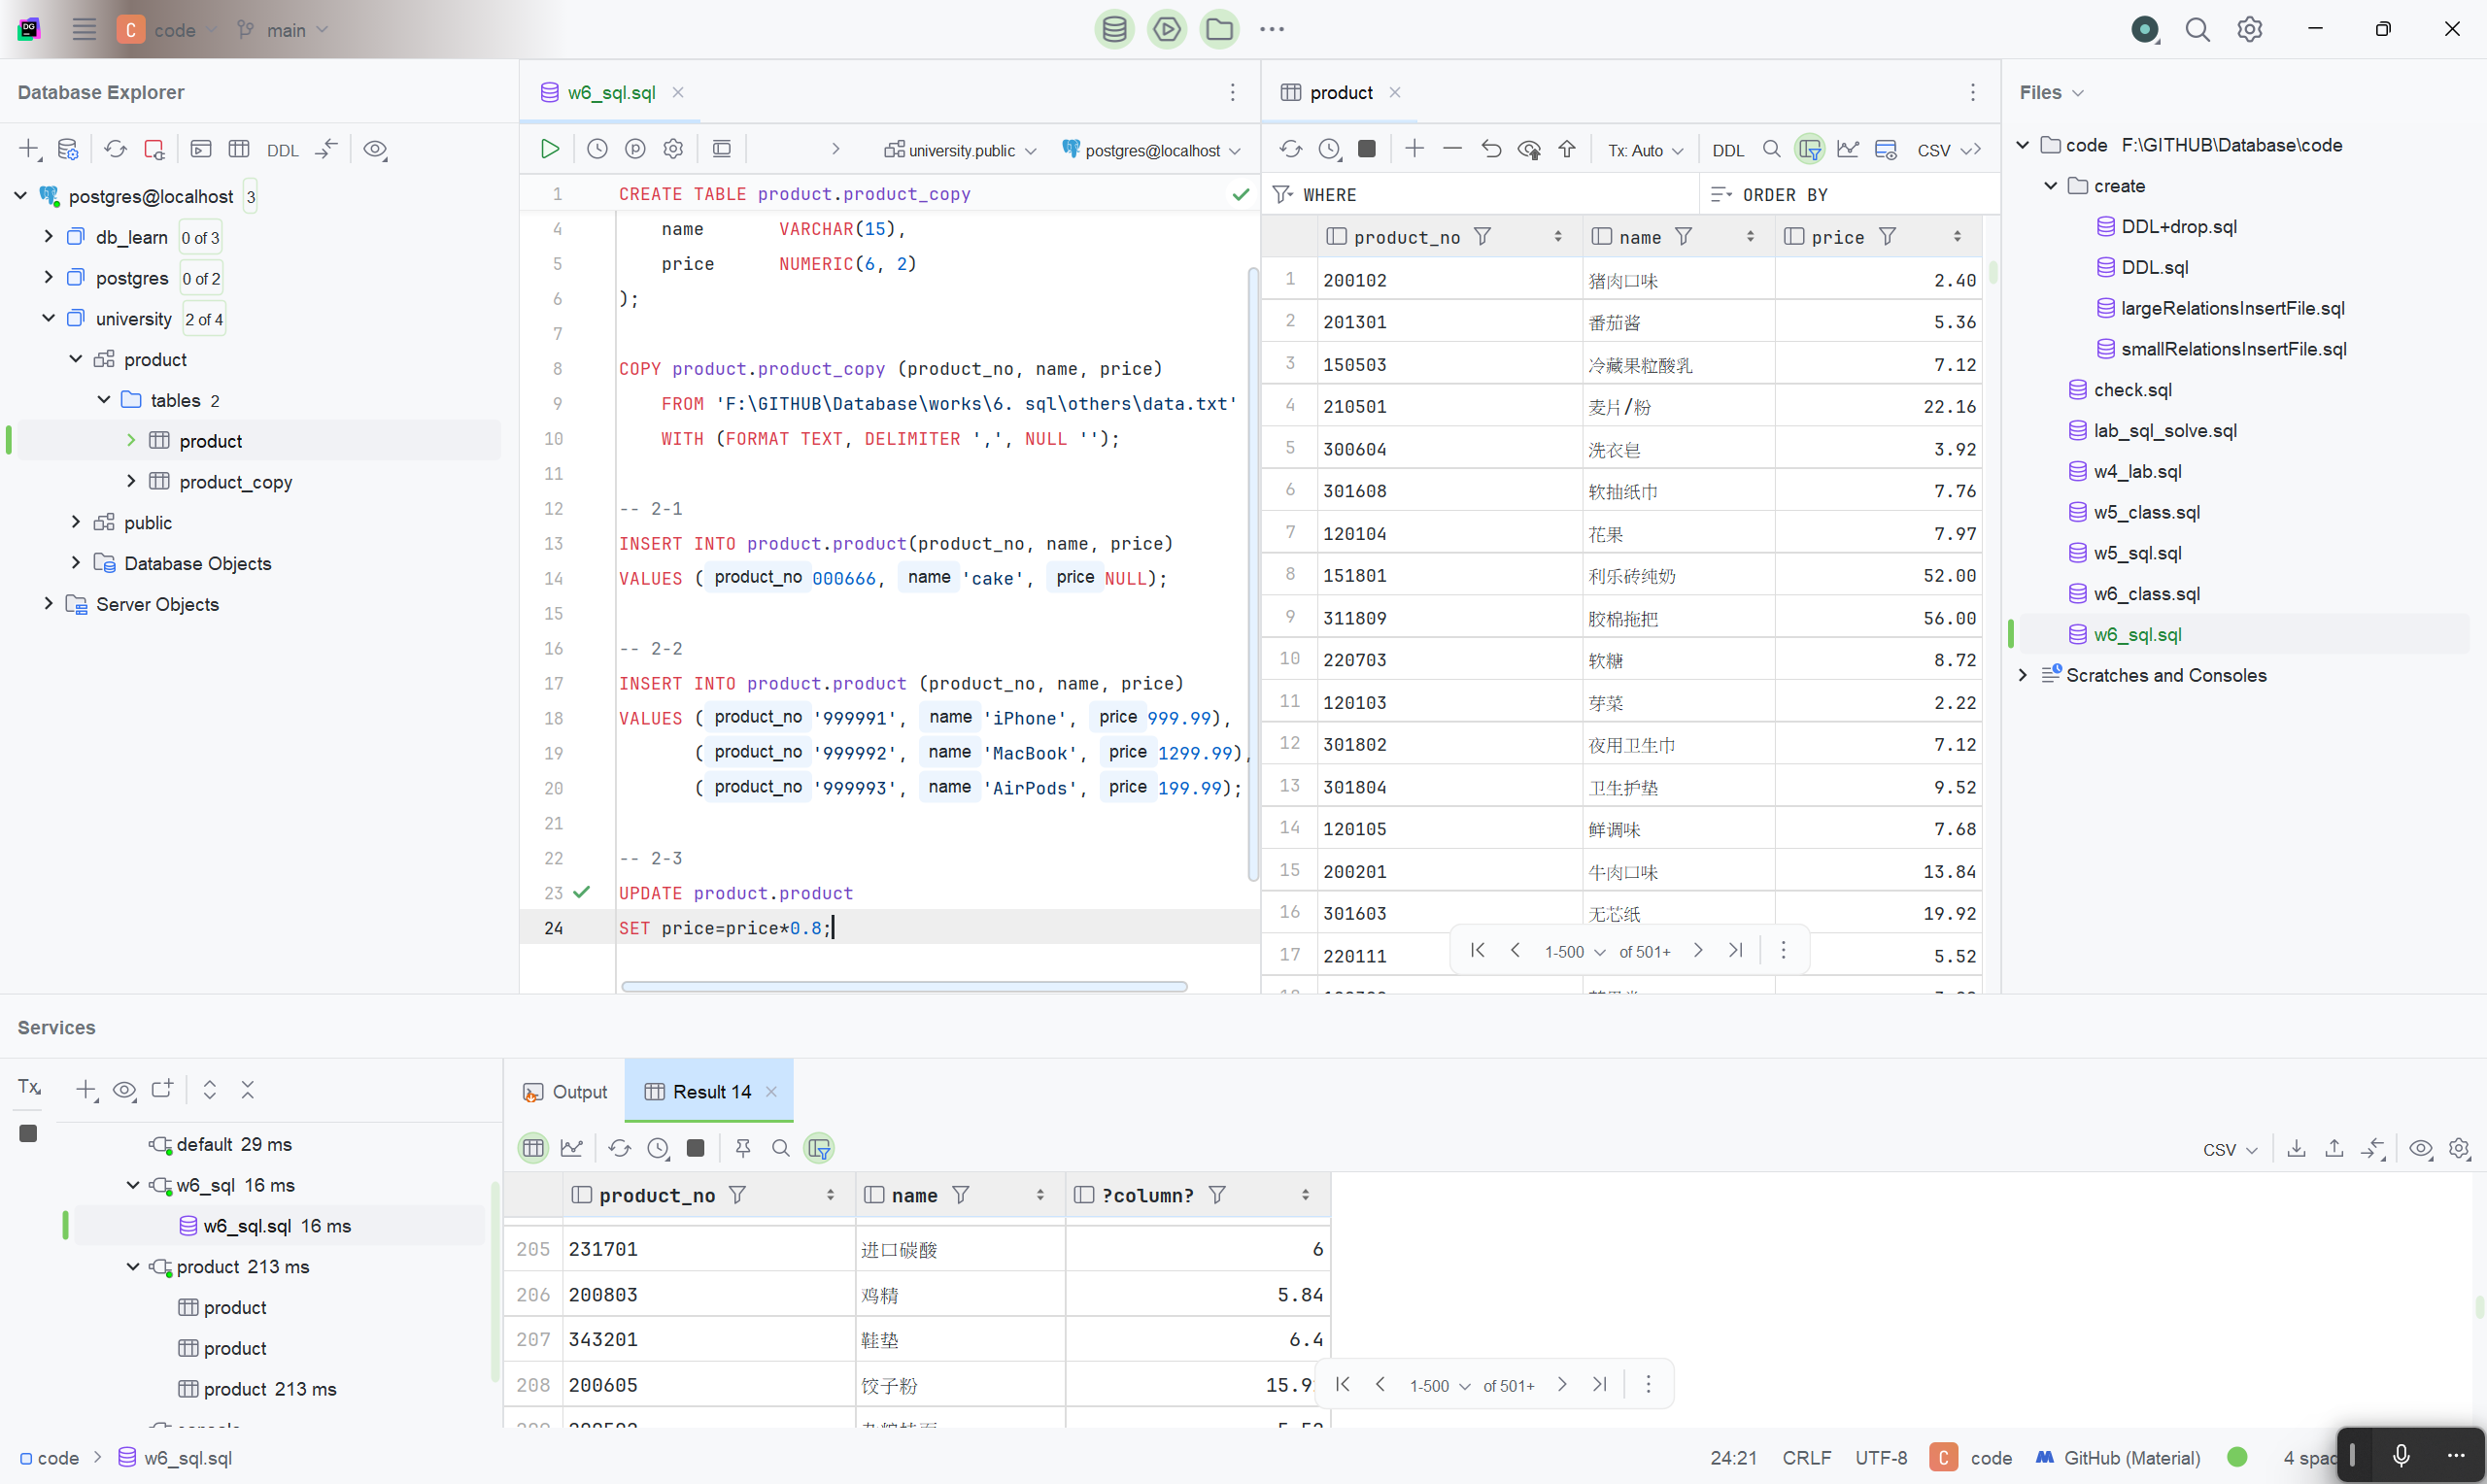 DG
C code main
Database Explorer
DDL
postgres@localhost 3
db_learn 0 of 3
postgres 0 of 2
university 2 of 4
product
tables 2
product
product_copy
public
Database Objects
Server Objects
w6_sql.sql
university.public postgres@localhost
1 CREATE TABLE product.product_copy
4 name VARCHAR(15),
5 price NUMERIC(6, 2)
6 );
7
8 COPY product.product_copy (product_no, name, price)
9 FROM 'F:\GITHUB\Database\works\6. sql\others\data.txt'
10 WITH (FORMAT TEXT, DELIMITER ',', NULL '');
11
12 -- 2-1
13 INSERT INTO product.product(product_no, name, price)
14 VALUES ( product_no 000666, name 'cake', price NULL);
15
16 -- 2-2
17 INSERT INTO product.product (product_no, name, price)
18 VALUES ( product_no '999991', name 'iPhone', price 999.99),
19 ( product_no '999992', name 'MacBook', price 1299.99),
20 ( product_no '999993', name 'AirPods', price 199.99);
21
22 -- 2-3
23 UPDATE product.product
24 SET price=price*0.8;
product
Tx: Auto DDL CSV
WHERE ORDER BY
product_no name price
1 200102 猪肉口味 2.40
2 201301 番茄酱 5.36
3 150503 冷藏果粒酸乳 7.12
4 210501 麦片/粉 22.16
5 300604 洗衣皂 3.92
6 301608 软抽纸巾 7.76
7 120104 花果 7.97
8 151801 利乐砖纯奶 52.00
9 311809 胶棉拖把 56.00
10 220703 软糖 8.72
11 120103 芽菜 2.22
12 301802 夜用卫生巾 7.12
13 301804 卫生护垫 9.52
14 120105 鲜调味 7.68
15 200201 牛肉口味 13.84
16 301603 无芯纸 19.92
17 220111 5.52
1-500 of 501+
Files
code F:\GITHUB\Database\code
create
DDL+drop.sql
DDL.sql
largeRelationsInsertFile.sql
smallRelationsInsertFile.sql
check.sql
lab_sql_solve.sql
w4_lab.sql
w5_class.sql
w5_sql.sql
w6_class.sql
w6_sql.sql
Scratches and Consoles
Services
Tx
default 29 ms
w6_sql 16 ms
w6_sql.sql 16 ms
product 213 ms
product
product
product 213 ms
Output Result 14
CSV
product_no name ?column?
205 231701 进口碳酸 6
206 200803 鸡精 5.84
207 343201 鞋垫 6.4
208 200605 饺子粉 15.9
1-500 of 501+
code w6_sql.sql
24:21 CRLF UTF-8 C code GitHub (Material) 4 spac